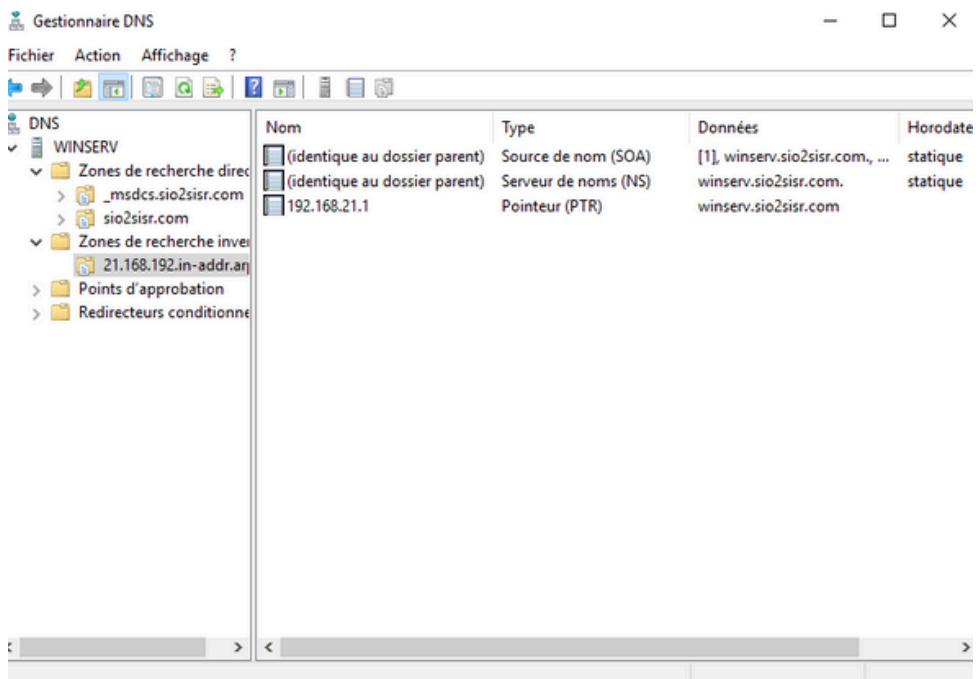 Gestionnaire DNS
Fichier Action Affichage ?
DNS
WINSERV
Zones de recherche direc
_msdcs.sio2sisr.com
sio2sisr.com
Zones de recherche inver
21.168.192.in-addr.arp
Points d'approbation
Redirecteurs conditionne
Nom Type Données Horodate
(identique au dossier parent) Source de nom (SOA) [1], winserv.sio2sisr.com., ... statique
(identique au dossier parent) Serveur de noms (NS) winserv.sio2sisr.com. statique
192.168.21.1 Pointeur (PTR) winserv.sio2sisr.com